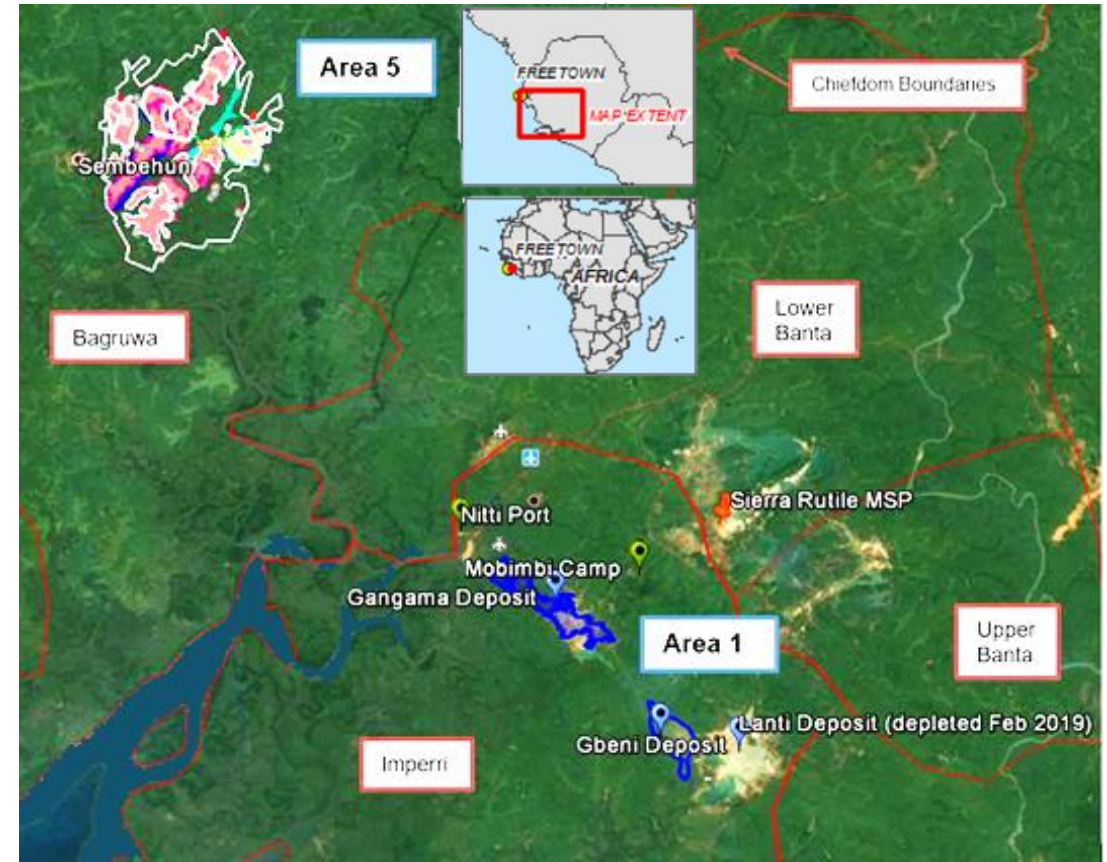 Area 5
FREETOWN
MAP EXTENT
Chiefdom Boundaries
Sembehun
FREETOWN
AFRICA
Bagruwa
Lower
Banta
Sierra Rutile MSP
Nitti Port
Mobimbi Camp
Gangama Deposit
Area 1
Upper
Banta
Lanti Deposit (depleted Feb 2019)
Gbeni Deposit
Imperri